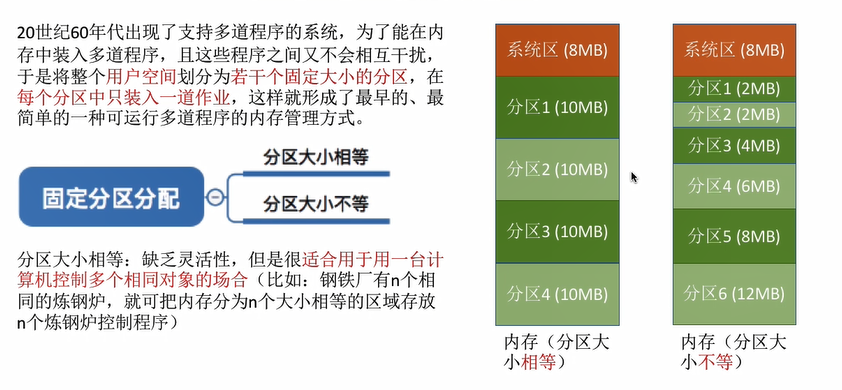 20世纪60年代出现了支持多道程序的系统，为了能在内
存中装入多道程序，且这些程序之间又不会相互干扰，
于是将整个用户空间划分为若干个固定大小的分区，在
每个分区中只装入一道作业，这样就形成了最早的、最
简单的一种可运行多道程序的内存管理方式。
固定分区分配
分区大小相等
分区大小不等
分区大小相等：缺乏灵活性，但是很适合用于用一台计
算机控制多个相同对象的场合（比如：钢铁厂有n个相
同的炼钢炉，就可把内存分为n个大小相等的区域存放
n个炼钢炉控制程序）
系统区 (8MB)
分区1 (10MB)
分区2 (10MB)
分区3 (10MB)
分区4 (10MB)
内存（分区大
小相等）
系统区 (8MB)
分区1 (2MB)
分区2 (2MB)
分区3 (4MB)
分区4 (6MB)
分区5 (8MB)
分区6 (12MB)
内存（分区大
小不等）